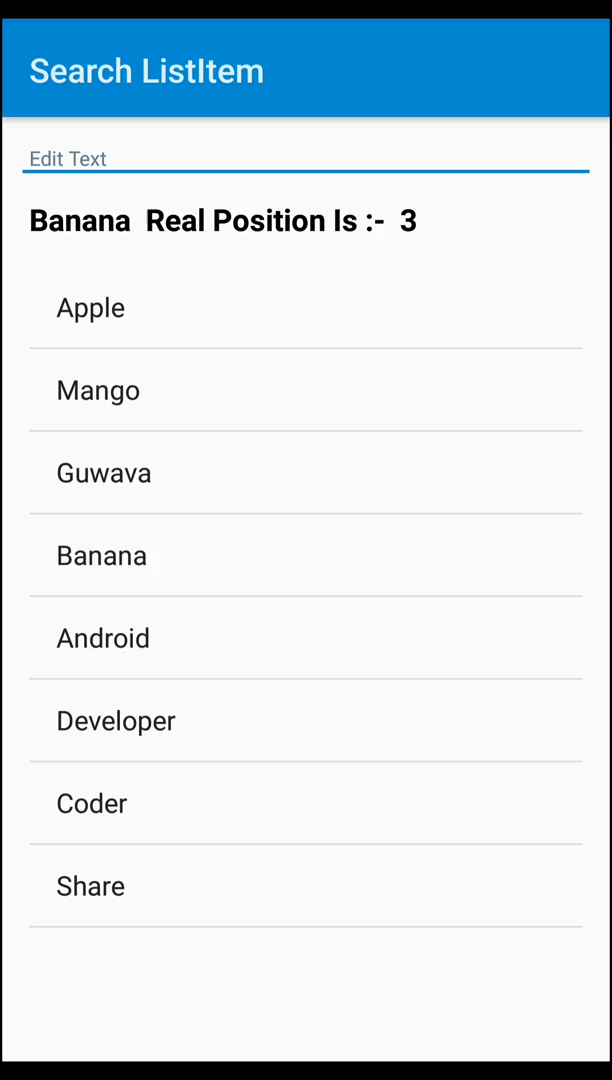 Search ListItem
Edit Text
Banana  Real Position Is :-  3
Apple
Mango
Guwava
Banana
Android
Developer
Coder
Share